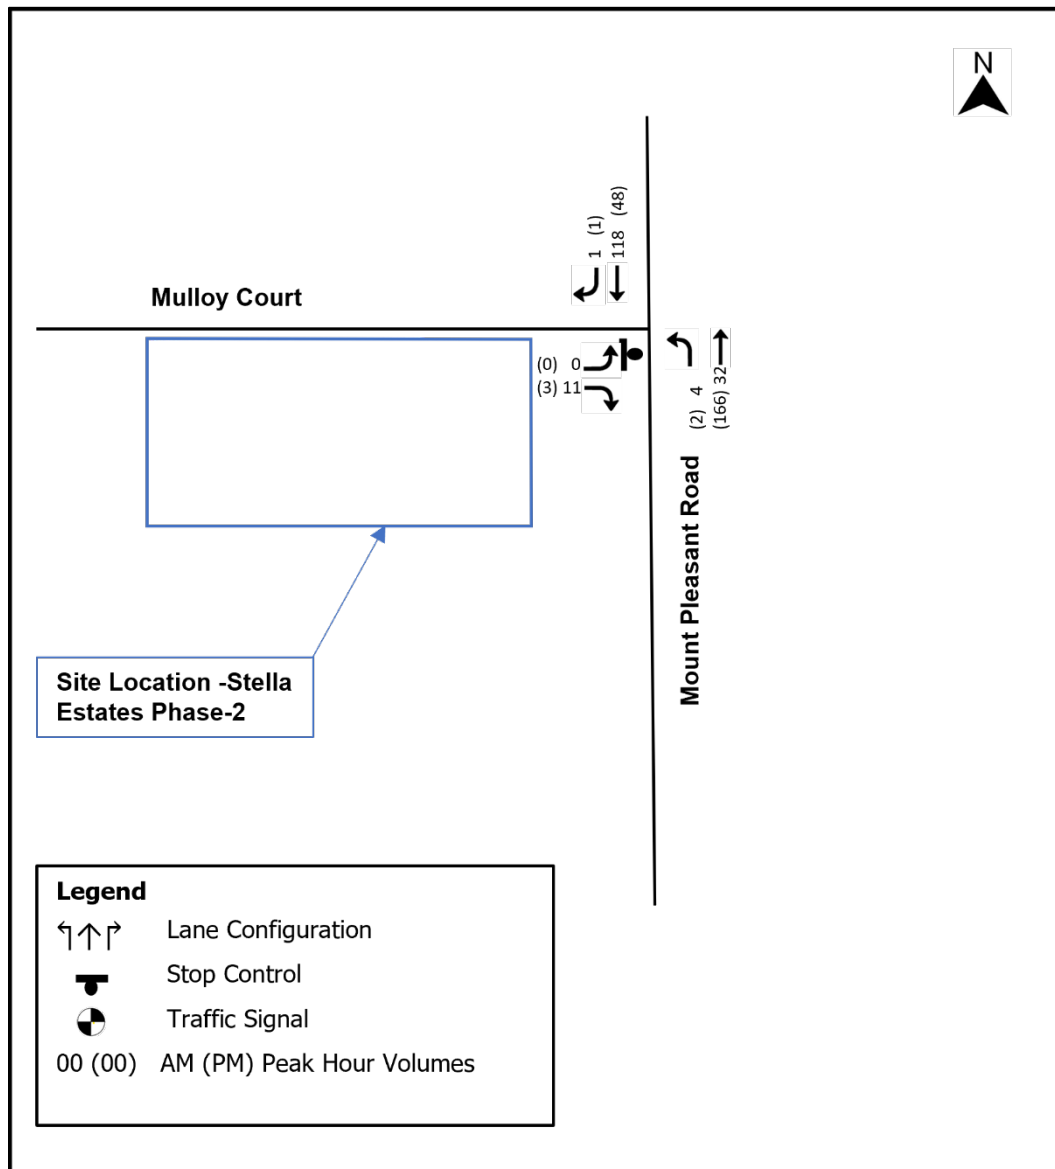 N
1 (1)
118 (48)
Mulloy Court
(0) 0
(3) 11
(2) 4
(166) 32
Mount Pleasant Road
Site Location -Stella
Estates Phase-2
Legend
Lane Configuration
Stop Control
Traffic Signal
00 (00) AM (PM) Peak Hour Volumes